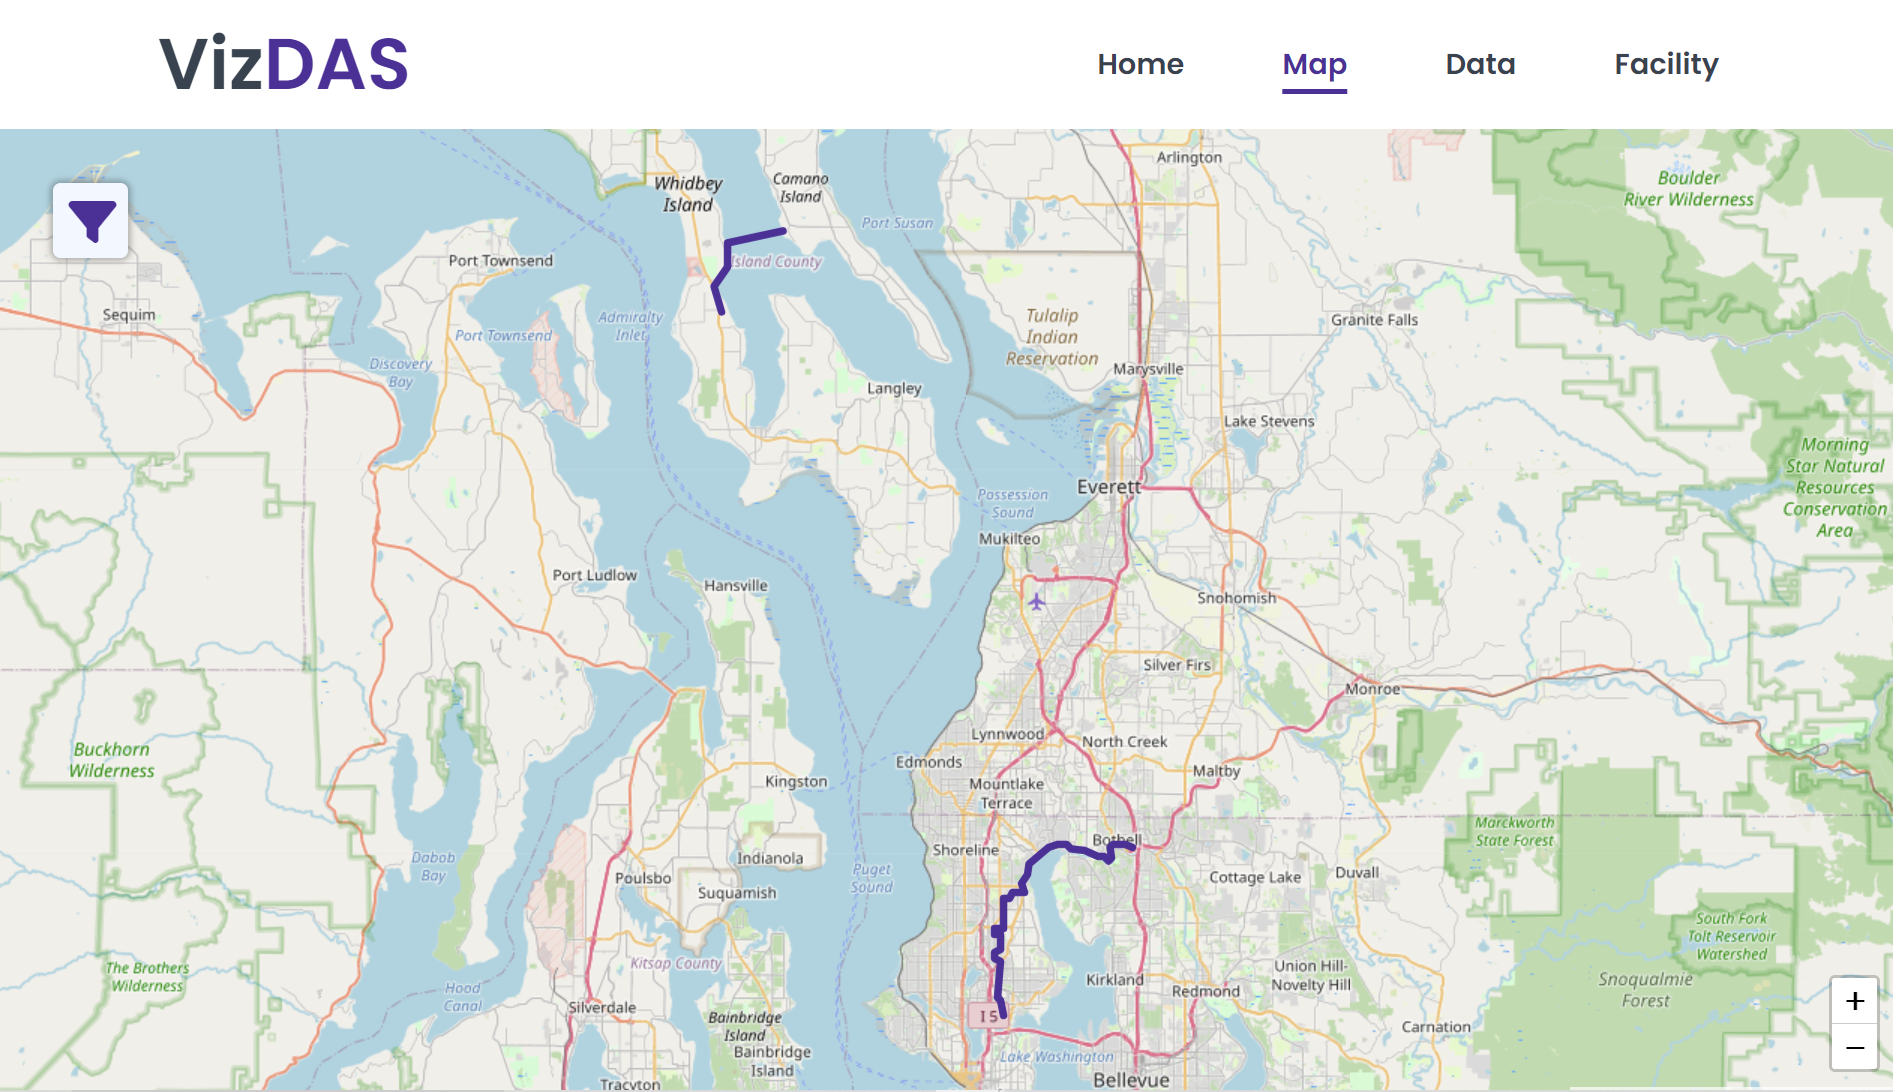 VizDAS
Home
Map
Data
Facility
Arlington
Boulder
River Wilderness
Whidbey
Island
Camano
Island
Port Susan
Port Townsend
Island County
Sequim
Admiralty
Inlet
Port Townsend
Tulalip
Indian
Reservation
Granite Falls
Discovery
Bay
Marysville
Langley
Lake Stevens
Morning
Star Natural
Resources
Conservation
Area
Everett
Possession
Sound
Mukilteo
Port Ludlow
Hansville
Snohomish
Silver Firs
Monroe
Lynnwood
North Creek
Buckhorn
Wilderness
Edmonds
Maltby
Kingston
Mountlake
Terrace
Marckworth
State Forest
Bothell
Shoreline
Indianola
Dabob
Bay
Puget
Sound
Poulsbo
Suquamish
Cottage Lake
Duvall
South Fork
Tolt Reservoir
Watershed
Kitsap County
The Brothers
Wilderness
Union Hill-
Novelty Hill
Kirkland
Redmond
Snoqualmie
Forest
Hood
Canal
Silverdale
Bainbridge
Island
I 5
Carnation
Bainbridge
Island
Lake Washington
Tracyton
Bellevue
+
−